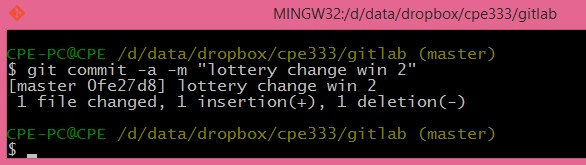 MINGW32:/d/data/dropbox/cpe333/gitlab
CPE-PC@CPE /d/data/dropbox/cpe333/gitlab (master)
$ git commit -a -m "lottery change win 2"
[master 0fe27d8] lottery change win 2
 1 file changed, 1 insertion(+), 1 deletion(-)
CPE-PC@CPE /d/data/dropbox/cpe333/gitlab (master)
$